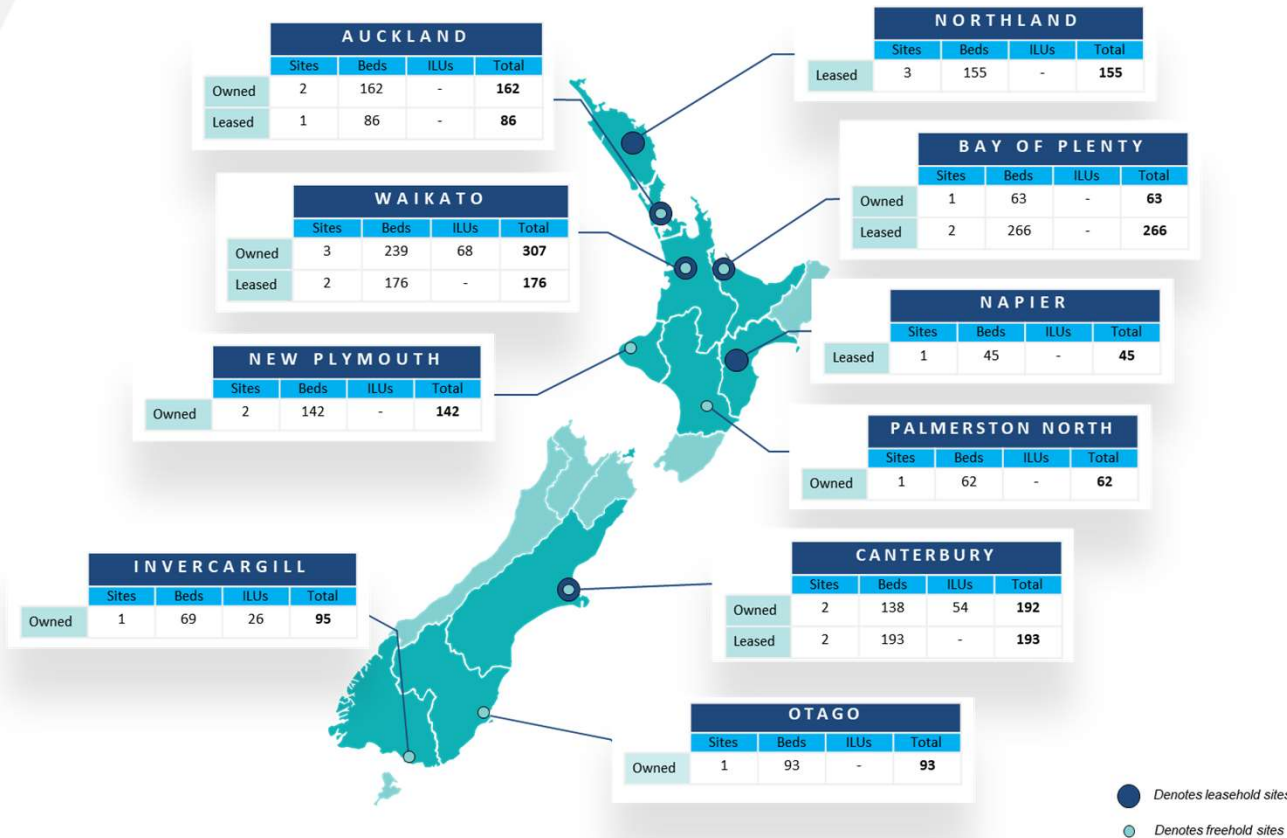 AUCKLAND
Sites Beds ILUs Total
Owned 2 162 - 162
Leased 1 86 - 86
NORTHLAND
Sites Beds ILUs Total
Leased 3 155 - 155
BAY OF PLENTY
Sites Beds ILUs Total
Owned 1 63 - 63
Leased 2 266 - 266
WAIKATO
Sites Beds ILUs Total
Owned 3 239 68 307
Leased 2 176 - 176
NAPIER
Sites Beds ILUs Total
Leased 1 45 - 45
NEW PLYMOUTH
Sites Beds ILUs Total
Owned 2 142 - 142
PALMERSTON NORTH
Sites Beds ILUs Total
Owned 1 62 - 62
INVERCARGILL
Sites Beds ILUs Total
Owned 1 69 26 95
CANTERBURY
Sites Beds ILUs Total
Owned 2 138 54 192
Leased 2 193 - 193
OTAGO
Sites Beds ILUs Total
Owned 1 93 - 93
Denotes leasehold sites
Denotes freehold sites